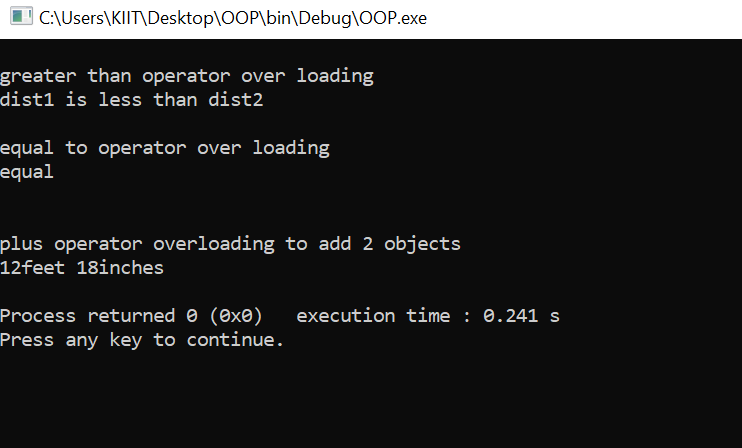 C:\Users\KIIT\Desktop\OOP\bin\Debug\OOP.exe
greater than operator over loading
dist1 is less than dist2
equal to operator over loading
equal
plus operator overloading to add 2 objects
12feet 18inches
Process returned 0 (0x0)   execution time : 0.241 s
Press any key to continue.